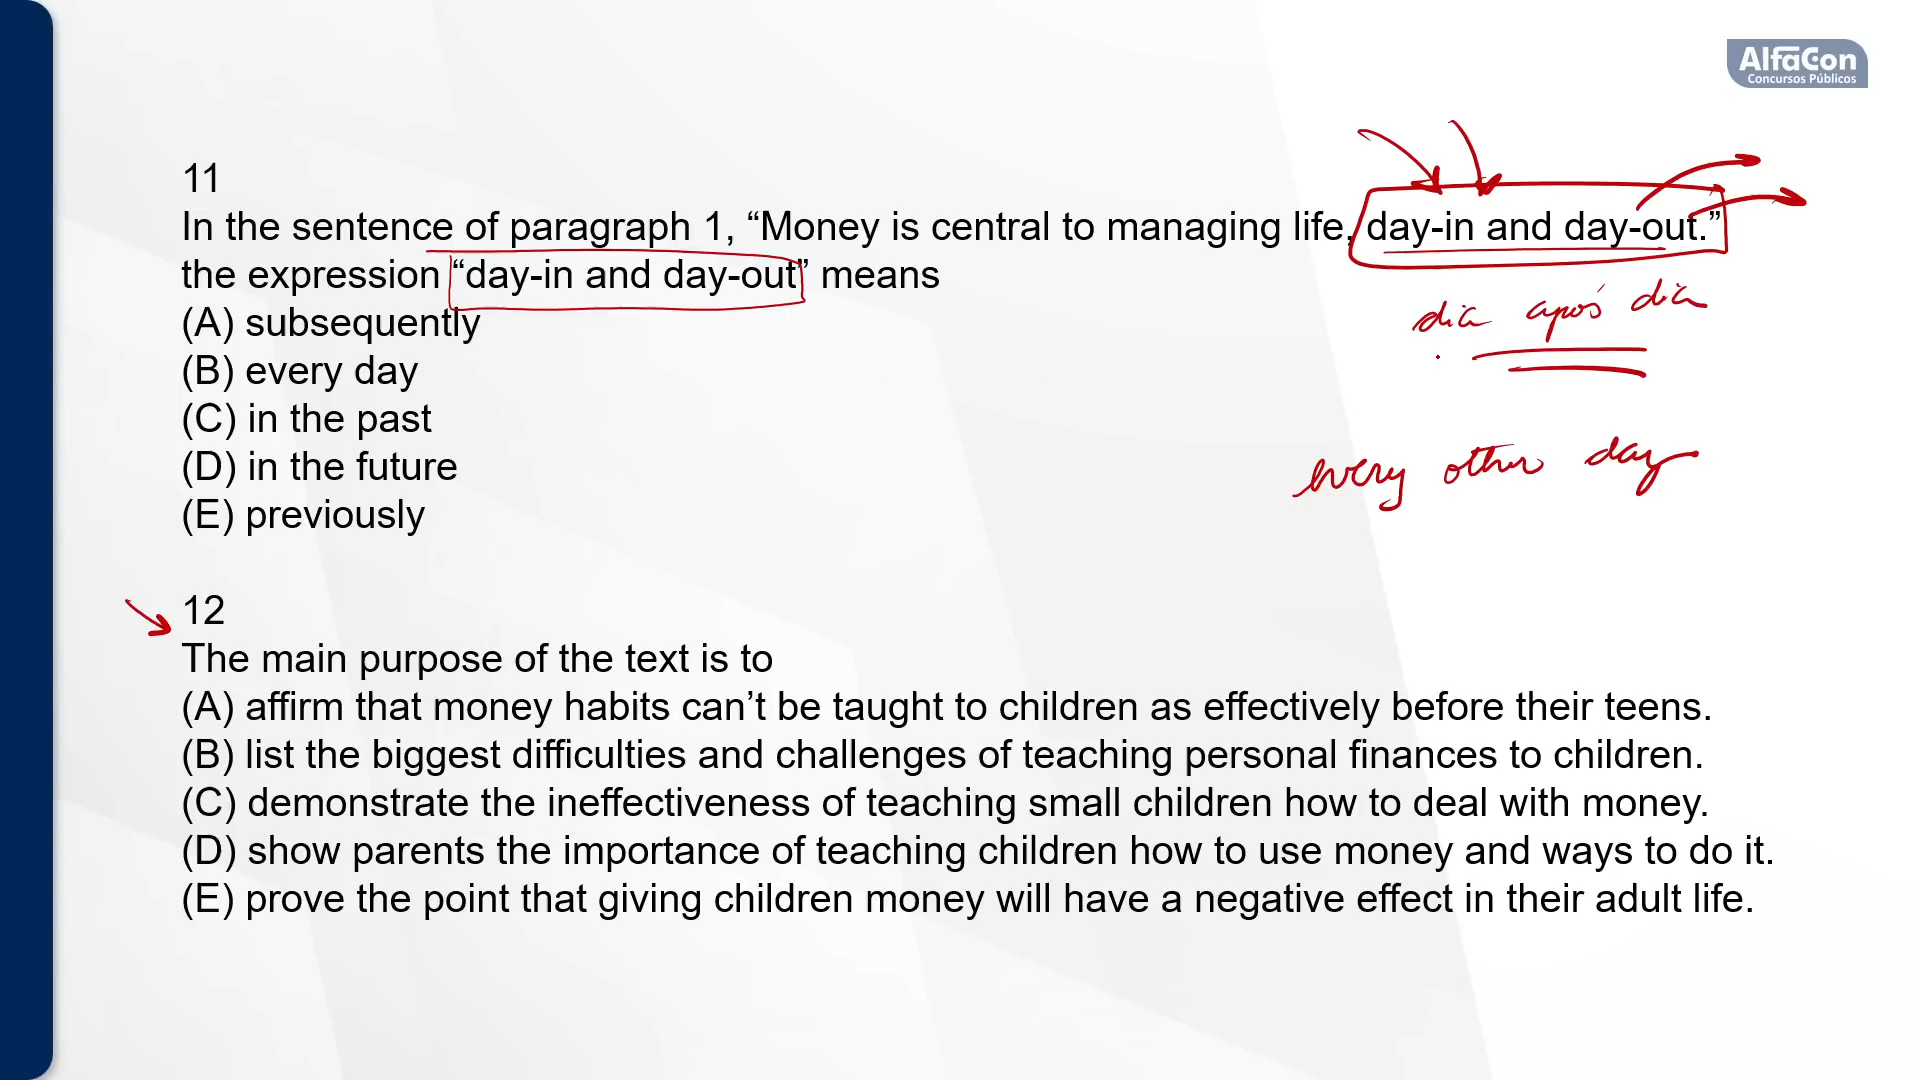 AlfaCon
Concursos Públicos
11
In the sentence of paragraph 1, “Money is central to managing life, day-in and day-out.”
the expression “day-in and day-out” means
(A) subsequently
(B) every day
(C) in the past
(D) in the future
(E) previously
dia após dia
every other day
12
The main purpose of the text is to
(A) affirm that money habits can’t be taught to children as effectively before their teens.
(B) list the biggest difficulties and challenges of teaching personal finances to children.
(C) demonstrate the ineffectiveness of teaching small children how to deal with money.
(D) show parents the importance of teaching children how to use money and ways to do it.
(E) prove the point that giving children money will have a negative effect in their adult life.